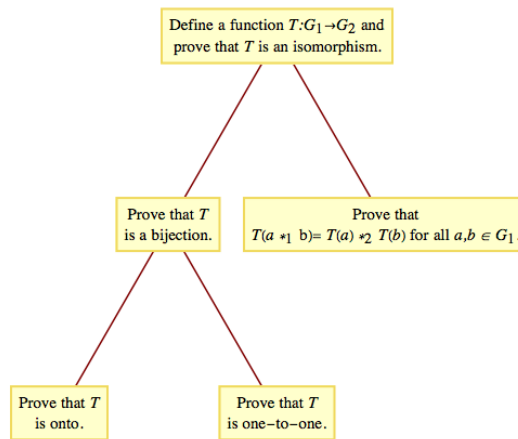 Define a function T:G₁→G₂ and
prove that T is an isomorphism.
Prove that T
is a bijection.
Prove that
T(a *₁ b)= T(a) *₂ T(b) for all a,b ∈ G₁.
Prove that T
is onto.
Prove that T
is one-to-one.